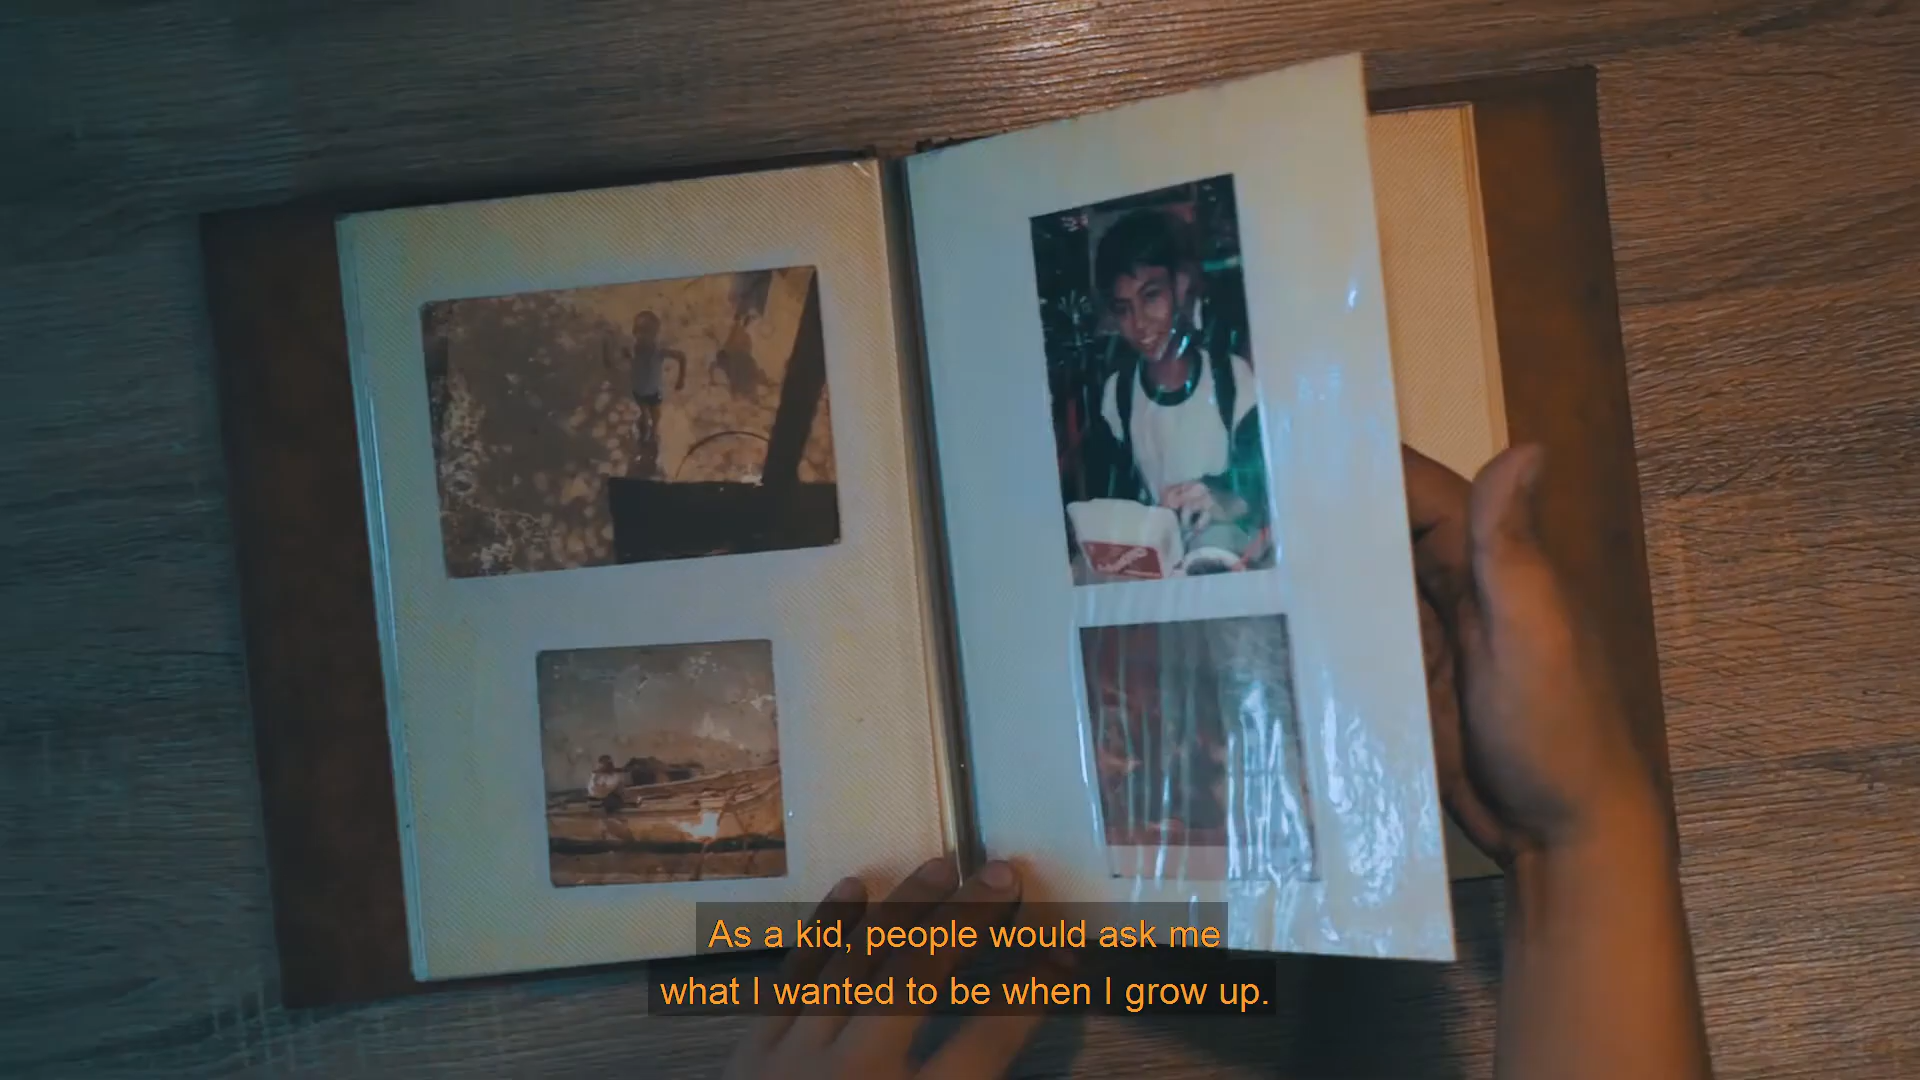 As a kid, people would ask me
what I wanted to be when I grow up.